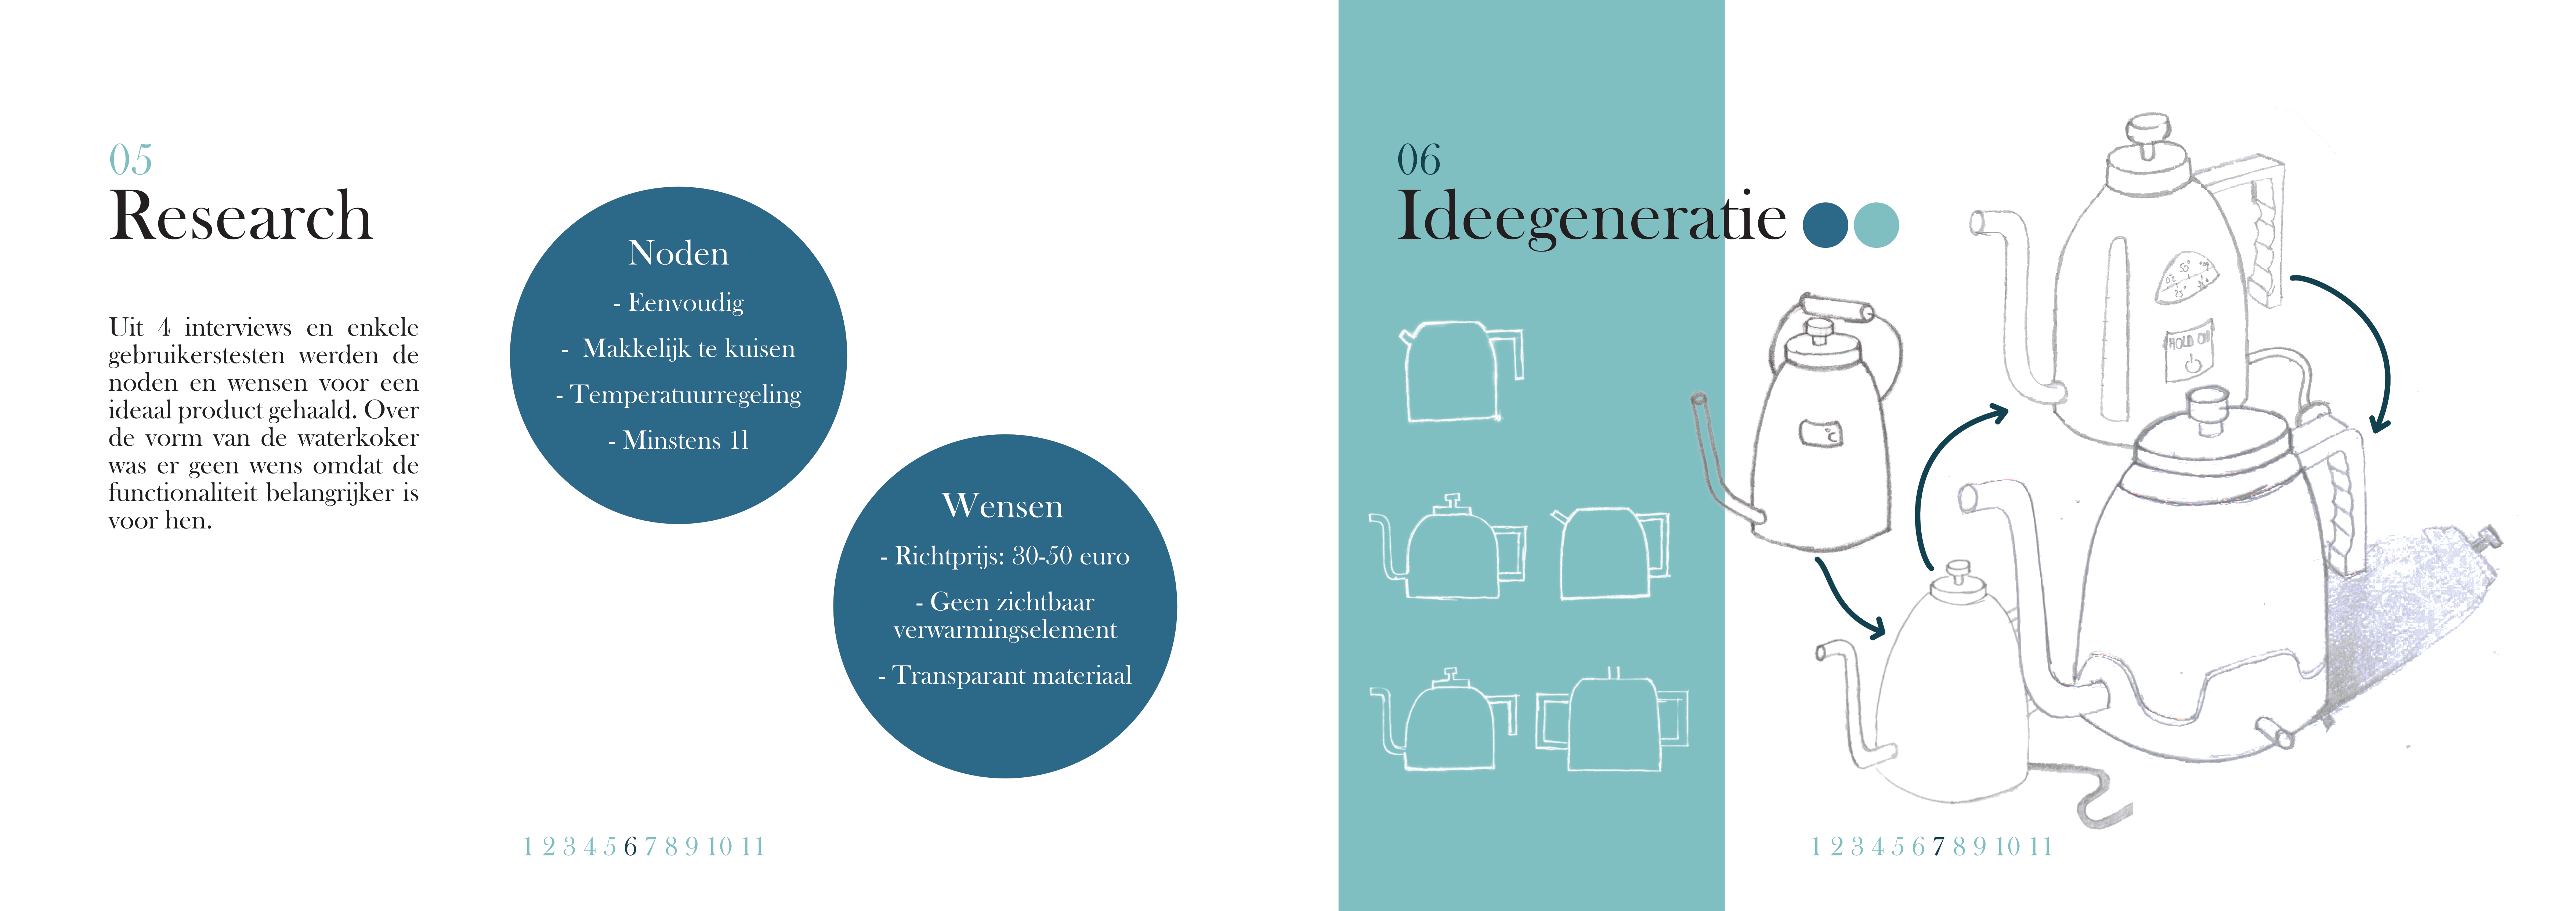 05
Research
Uit 4 interviews en enkele
gebruikerstesten werden de
noden en wensen voor een
ideaal product gehaald. Over
de vorm van de waterkoker
was er geen wens omdat de
functionaliteit belangrijker is
voor hen.
Noden
- Eenvoudig
- Makkelijk te kuisen
- Temperatuurregeling
- Minstens 1l
Wensen
- Richtprijs: 30-50 euro
- Geen zichtbaar
verwarmingselement
- Transparant materiaal
1 2 3 4 5 6 7 8 9 10 11
06
Ideegeneratie
50°
HOLD ON
°C
1 2 3 4 5 6 7 8 9 10 11